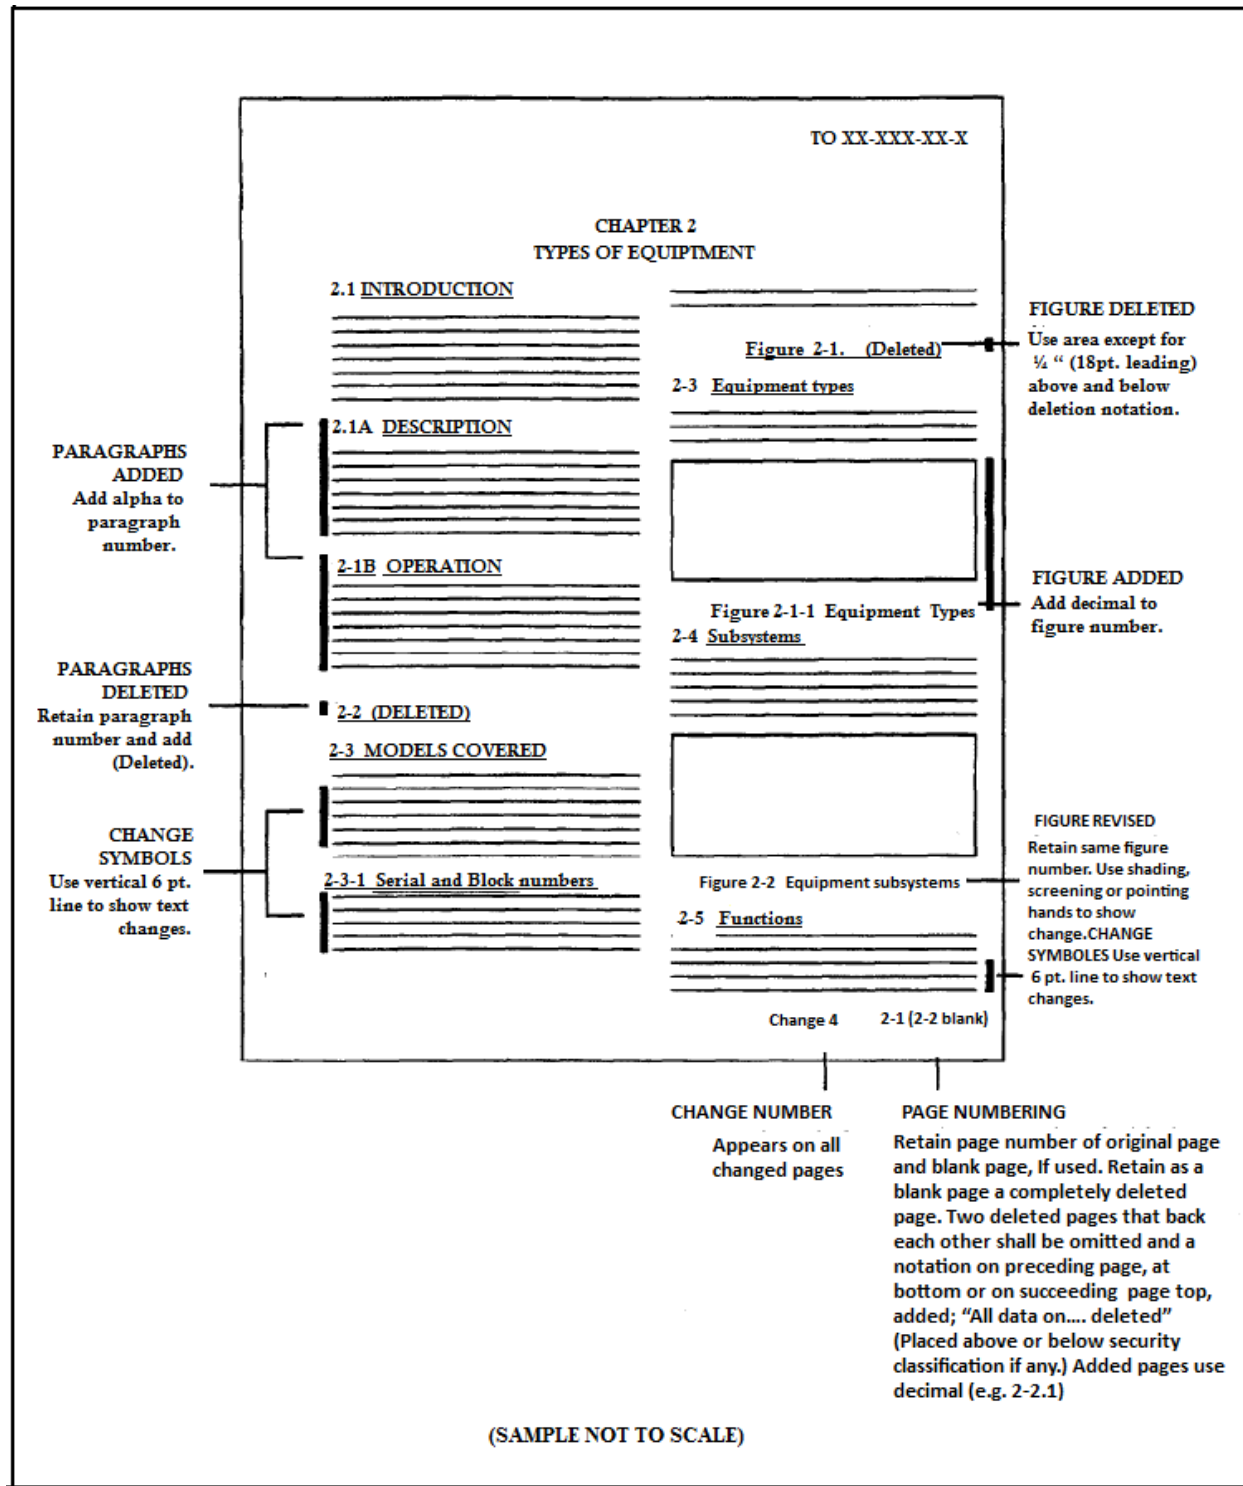 TO XX-XXX-XX-X
CHAPTER 2
TYPES OF EQUIPTMENT
2.1 INTRODUCTION
2.1A DESCRIPTION
2-1B OPERATION
2-2 (DELETED)
2-3 MODELS COVERED
2-3-1 Serial and Block numbers
Figure 2-1. (Deleted)
2-3 Equipment types
Figure 2-1-1 Equipment Types
2-4 Subsystems
Figure 2-2 Equipment subsystems
2-5 Functions
Change 4
2-1 (2-2 blank)
PARAGRAPHS
ADDED
Add alpha to
paragraph
number.
PARAGRAPHS
DELETED
Retain paragraph
number and add
(Deleted).
CHANGE
SYMBOLS
Use vertical 6 pt.
line to show text
changes.
FIGURE DELETED
Use area except for
¼ “ (18pt. leading)
above and below
deletion notation.
FIGURE ADDED
Add decimal to
figure number.
FIGURE REVISED
Retain same figure
number. Use shading,
screening or pointing
hands to show
change.CHANGE
SYMBOLES Use vertical
6 pt. line to show text
changes.
CHANGE NUMBER
Appears on all
changed pages
PAGE NUMBERING
Retain page number of original page
and blank page, If used. Retain as a
blank page a completely deleted
page. Two deleted pages that back
each other shall be omitted and a
notation on preceding page, at
bottom or on succeeding page top,
added; “All data on.... deleted”
(Placed above or below security
classification if any.) Added pages use
decimal (e.g. 2-2.1)
(SAMPLE NOT TO SCALE)